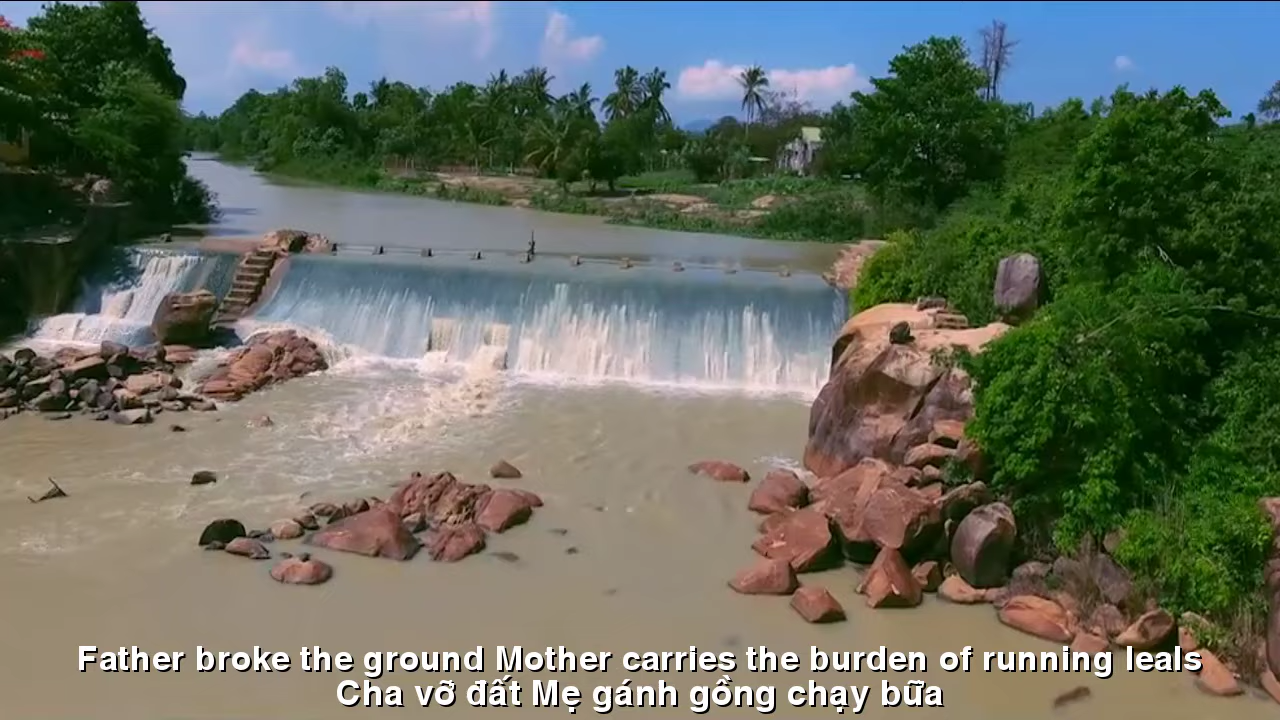 Father broke the ground Mother carries the burden of running leals
Cha vỡ đất Mẹ gánh gồng chạy bữa